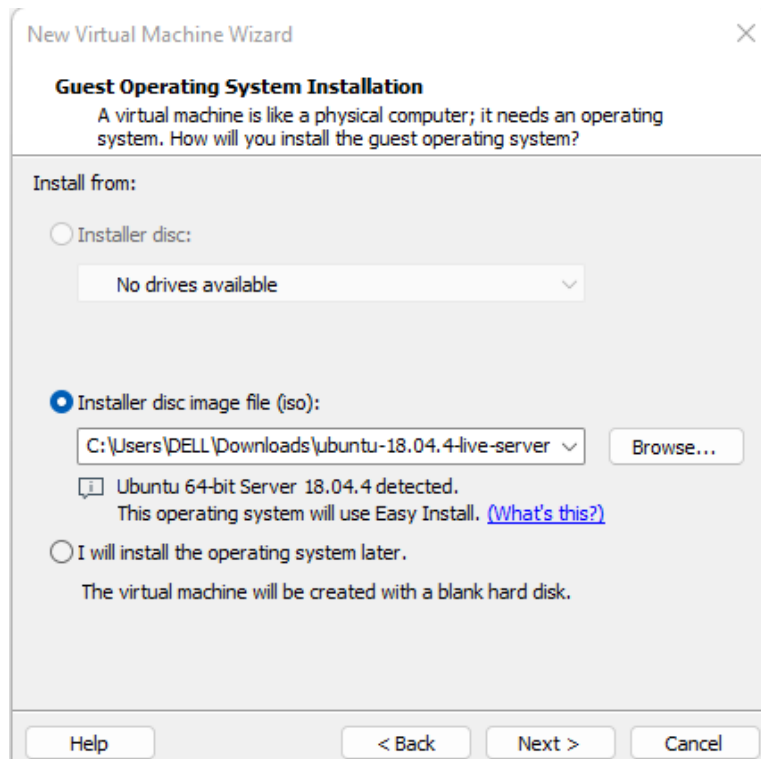 New Virtual Machine Wizard
Guest Operating System Installation
A virtual machine is like a physical computer; it needs an operating
system. How will you install the guest operating system?
Install from:
Installer disc:
No drives available
Installer disc image file (iso):
C:\Users\DELL\Downloads\ubuntu-18.04.4-live-server
Browse...
Ubuntu 64-bit Server 18.04.4 detected.
This operating system will use Easy Install. (What's this?)
I will install the operating system later.
The virtual machine will be created with a blank hard disk.
Help
< Back
Next >
Cancel